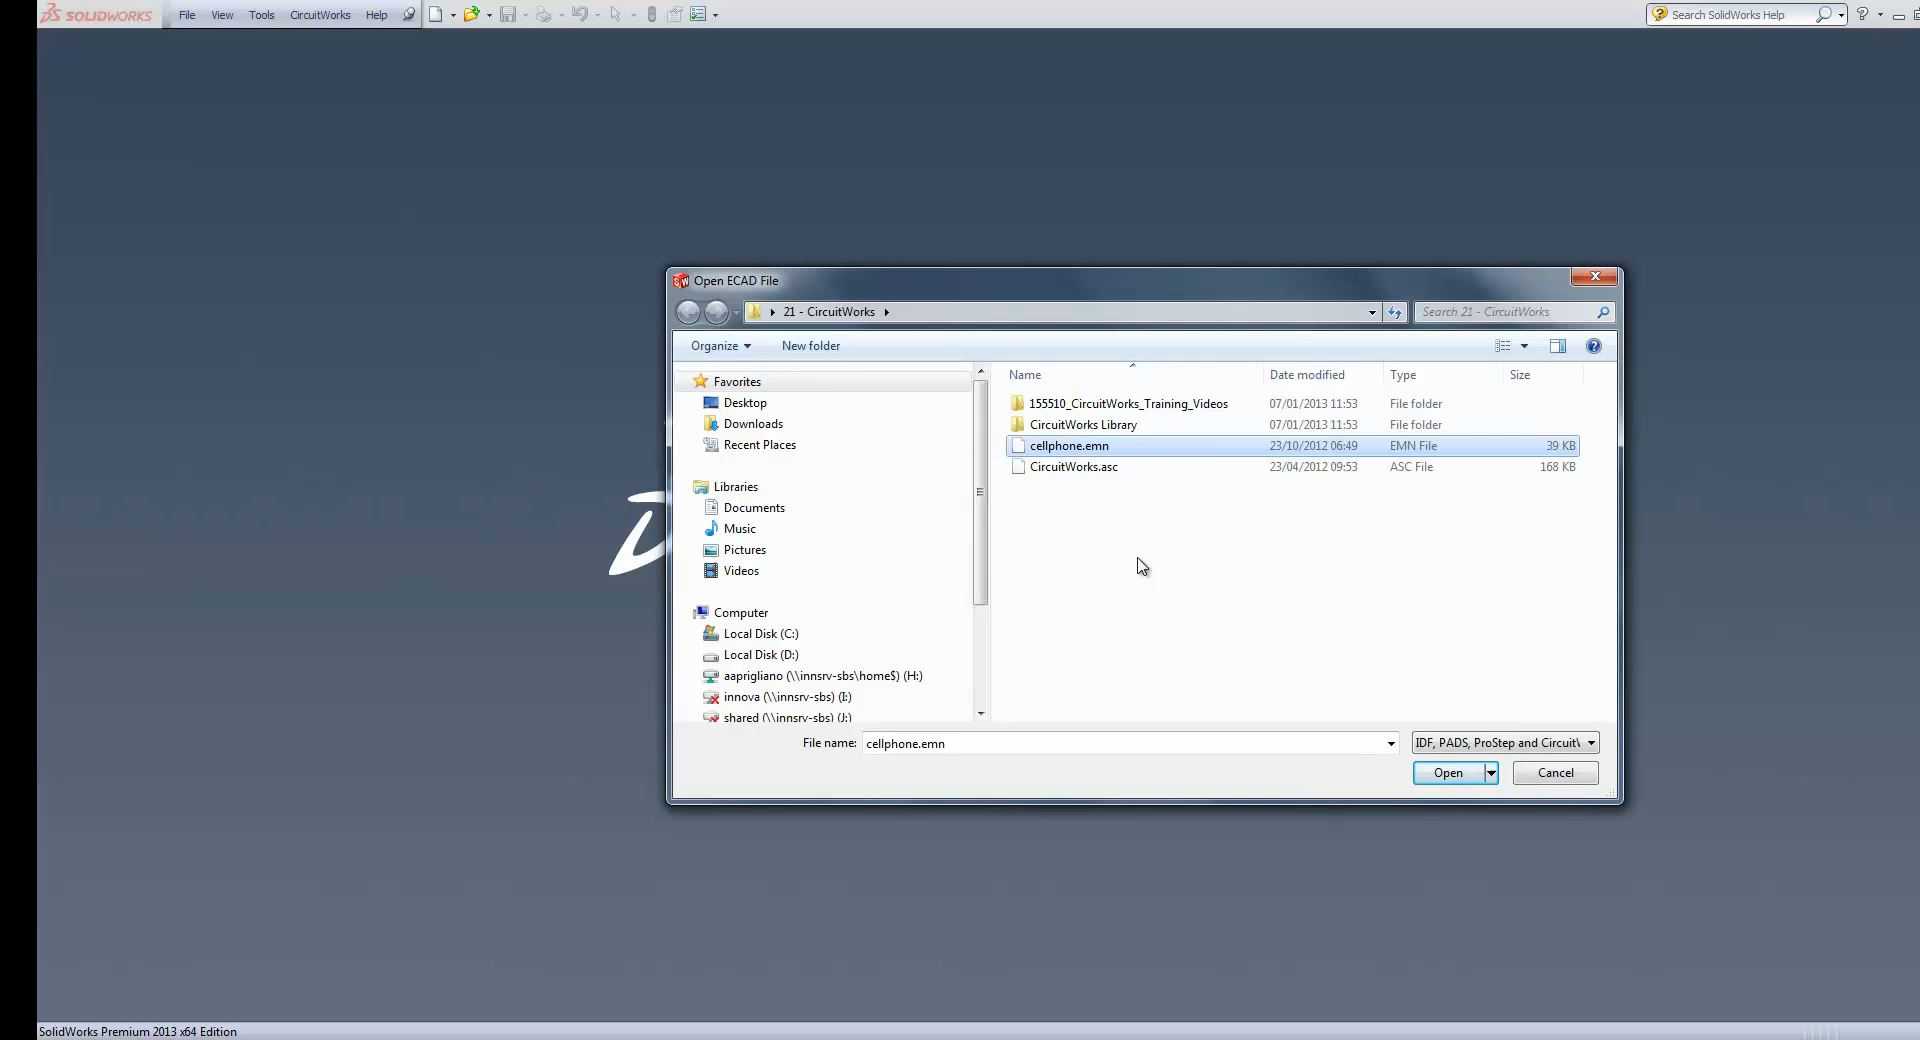 SOLIDWORKS File View Tools CircuitWorks Help Search SolidWorks Help
Open ECAD File
21 - CircuitWorks Search 21 - CircuitWorks
Organize New folder
Name Date modified Type Size
Favorites
Desktop
Downloads
Recent Places
Libraries
Documents
Music
Pictures
Videos
Computer
Local Disk (C:)
Local Disk (D:)
aaprigliano (\\innsrv-sbs\home$) (H:)
innova (\\innsrv-sbs) (I:)
shared (\\innsrv-sbs) (J:)
155510_CircuitWorks_Training_Videos 07/01/2013 11:53 File folder
CircuitWorks Library 07/01/2013 11:53 File folder
cellphone.emn 23/10/2012 06:49 EMN File 39 KB
CircuitWorks.asc 23/04/2012 09:53 ASC File 168 KB
File name: cellphone.emn IDF, PADS, ProStep and Circuit\
Open Cancel
SolidWorks Premium 2013 x64 Edition